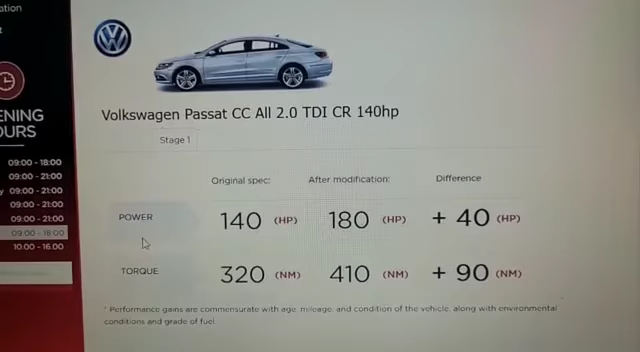 ation
ENING
OURS
09:00 - 18:00
09:00 - 21:00
y 09:00 - 21:00
09:00 - 21:00
09:00 - 21:00
09:00 - 18:00
10:00 - 16:00
Volkswagen Passat CC All 2.0 TDI CR 140hp
Stage 1
Original spec: After modification: Difference
POWER 140 (HP) 180 (HP) + 40 (HP)
TORQUE 320 (NM) 410 (NM) + 90 (NM)
* Performance gains are commensurate with age, mileage, and condition of the vehicle, along with environmental
conditions and grade of fuel.